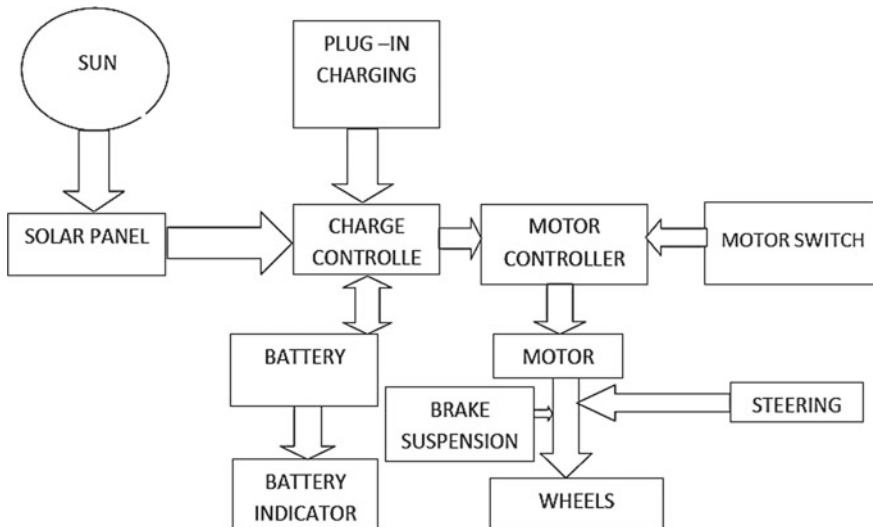 SUN
PLUG –IN
CHARGING
SOLAR PANEL
CHARGE
CONTROLLE
MOTOR
CONTROLLER
MOTOR SWITCH
BATTERY
MOTOR
BRAKE
SUSPENSION
STEERING
BATTERY
INDICATOR
WHEELS